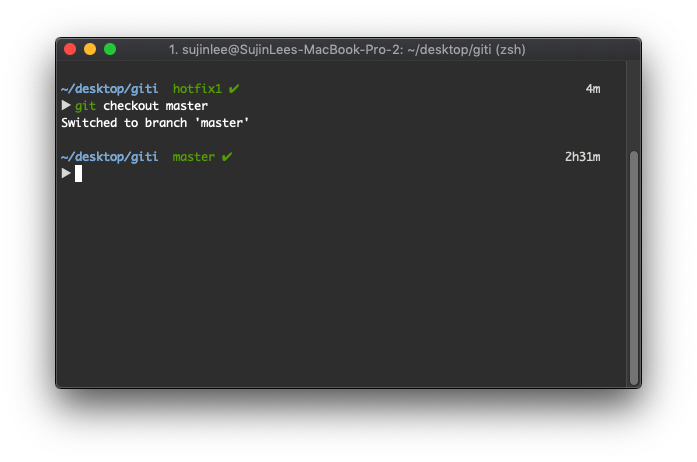 1. sujinlee@SujinLees-MacBook-Pro-2: ~/desktop/giti (zsh)
~/desktop/giti hotfix1 ✔ 4m
▶ git checkout master
Switched to branch 'master'
~/desktop/giti master ✔ 2h31m
▶